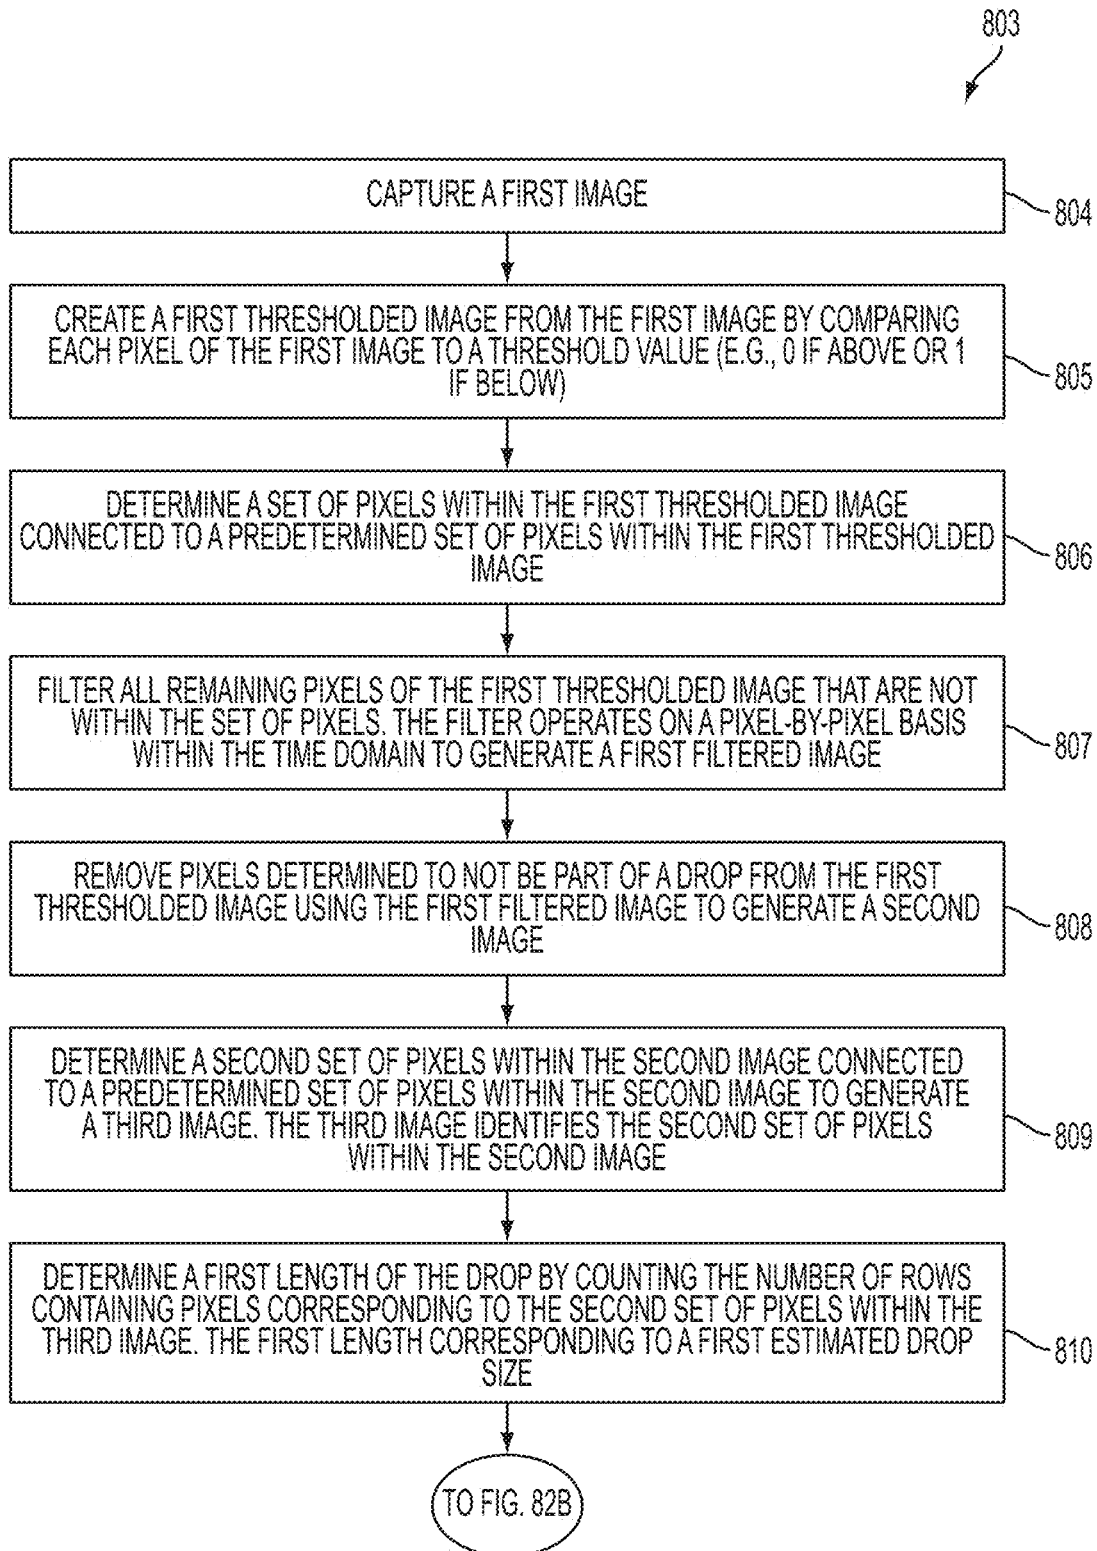 803
CAPTURE A FIRST IMAGE
804
CREATE A FIRST THRESHOLDED IMAGE FROM THE FIRST IMAGE BY COMPARING
EACH PIXEL OF THE FIRST IMAGE TO A THRESHOLD VALUE (E.G., 0 IF ABOVE OR 1
IF BELOW)
805
DETERMINE A SET OF PIXELS WITHIN THE FIRST THRESHOLDED IMAGE
CONNECTED TO A PREDETERMINED SET OF PIXELS WITHIN THE FIRST THRESHOLDED
IMAGE
806
FILTER ALL REMAINING PIXELS OF THE FIRST THRESHOLDED IMAGE THAT ARE NOT
WITHIN THE SET OF PIXELS. THE FILTER OPERATES ON A PIXEL-BY-PIXEL BASIS
WITHIN THE TIME DOMAIN TO GENERATE A FIRST FILTERED IMAGE
807
REMOVE PIXELS DETERMINED TO NOT BE PART OF A DROP FROM THE FIRST
THRESHOLDED IMAGE USING THE FIRST FILTERED IMAGE TO GENERATE A SECOND
IMAGE
808
DETERMINE A SECOND SET OF PIXELS WITHIN THE SECOND IMAGE CONNECTED
TO A PREDETERMINED SET OF PIXELS WITHIN THE SECOND IMAGE TO GENERATE
A THIRD IMAGE. THE THIRD IMAGE IDENTIFIES THE SECOND SET OF PIXELS
WITHIN THE SECOND IMAGE
809
DETERMINE A FIRST LENGTH OF THE DROP BY COUNTING THE NUMBER OF ROWS
CONTAINING PIXELS CORRESPONDING TO THE SECOND SET OF PIXELS WITHIN THE
THIRD IMAGE. THE FIRST LENGTH CORRESPONDING TO A FIRST ESTIMATED DROP
SIZE
810
TO FIG. 82B